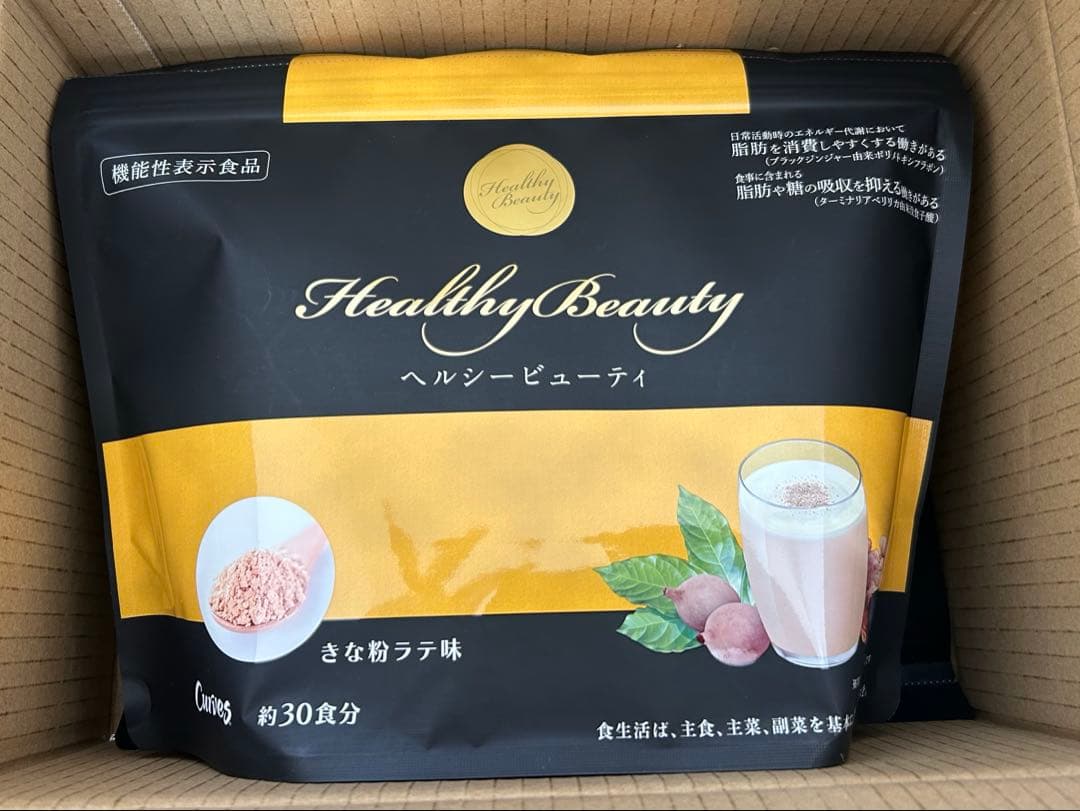 機能性表示食品
日常活動時のエネルギー代謝において
脂肪を消費しやすくする働きがある
(ブラックジンジャー由来ポリメトキシフラボン)
食事に含まれる
脂肪や糖の吸収を抑える働きがある
(ターミナリアベリリカ由来没食子酸)
Healthy
Beauty
Healthy Beauty
ヘルシービューティ
きな粉ラテ味
Curves
約30食分
食生活は、主食、主菜、副菜を基本